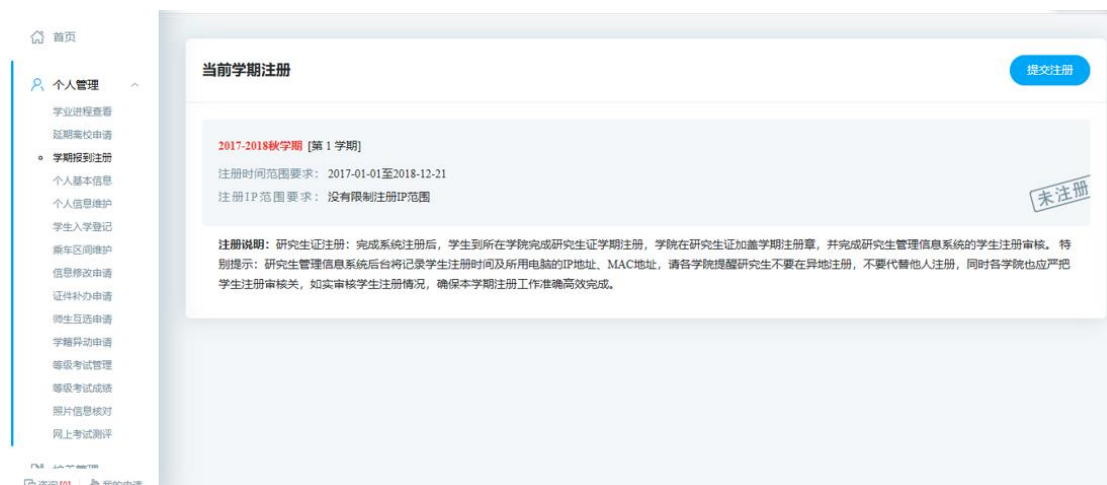 首页
个人管理
学业进程查看
延期离校申请
学期报到注册
个人基本信息
个人信息维护
学生入学登记
乘车区间维护
信息修改申请
证件补办申请
师生互选申请
学籍异动申请
等级考试管理
等级考试成绩
照片信息核对
网上考试测评
当前学期注册
提交注册
2017-2018秋学期 [第 1 学期]
注册时间范围要求： 2017-01-01至2018-12-21
注册IP范围要求： 没有限制注册IP范围
未注册
注册说明：研究生证注册：完成系统注册后，学生到所在学院完成研究生证学期注册，学院在研究生证加盖学期注册章，并完成研究生管理信息系统的学生注册审核。 特
别提示：研究生管理信息系统后台将记录学生注册时间及所用电脑的IP地址、MAC地址，请各学院提醒研究生不要在异地注册，不要代替他人注册，同时各学院也应严把
学生注册审核关，如实审核学生注册情况，确保本学期注册工作准确高效完成。